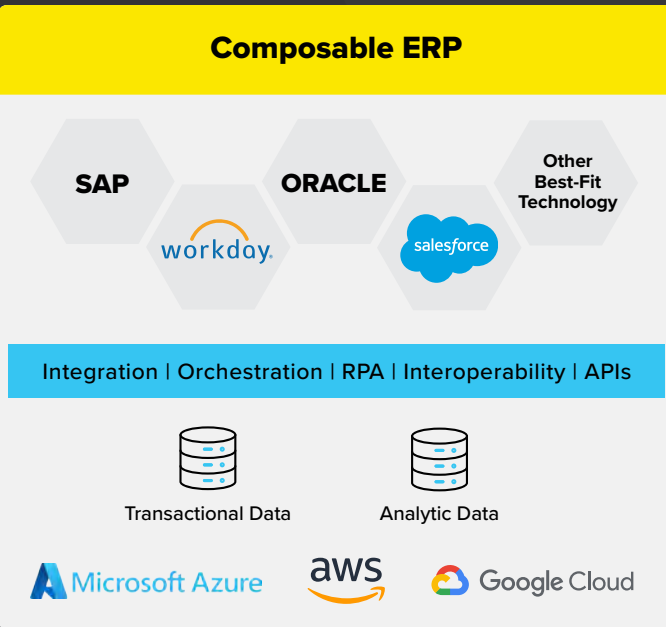 Composable ERP
SAP
workday.
ORACLE
salesforce
Other
Best-Fit
Technology
Integration | Orchestration | RPA | Interoperability | APIs
Transactional Data
Analytic Data
Microsoft Azure
aws
Google Cloud